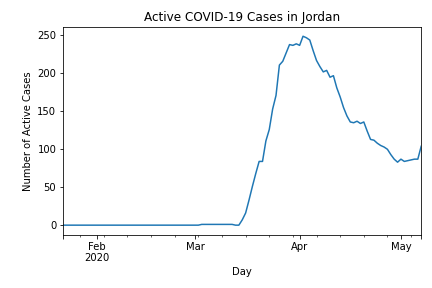 Active COVID-19 Cases in Jordan
Number of Active Cases
250
200
150
100
50
0
Feb Mar Apr May
2020
Day